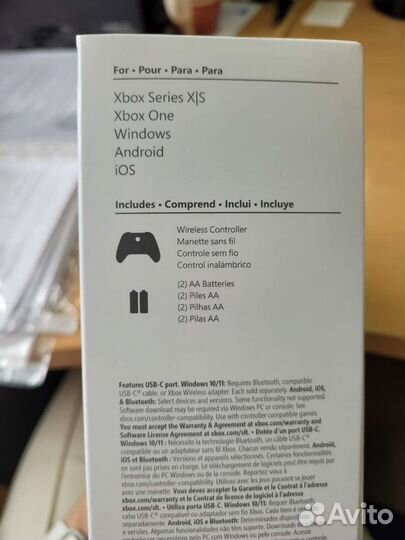 For • Pour • Para • Para
Xbox Series X|S
Xbox One
Windows
Android
iOS
Includes • Comprend • Inclui • Incluye
Wireless Controller
Manette sans fil
Controle sem fio
Control inalámbrico
(2) AA Batteries
(2) Piles AA
(2) Pilhas AA
(2) Pilas AA
Features USB-C port. Windows 10/11: Requires Bluetooth, compatible
USB-C® cable, or Xbox Wireless adapter. Each sold separately. Android, iOS,
& Bluetooth: Select devices and versions. Some functionality not supported.
Software download may be required via Windows PC or console. See
xbox.com/controller-compatibility. Use with controller compatible games.
You must accept the Warranty & Agreement at xbox.com/warranty and
Software License Agreement at xbox.com/slt. • Dotée d'un port USB-C.
Windows 10/11 : Nécessite la technologie Bluetooth, un câble USB-C®
compatible ou un adaptateur sans fil Xbox. Chacun vendu séparément. Android,
iOS et Bluetooth : Versions et appareils sélectionnés. Certaines fonctionnalités
ne sont pas prises en charge. Le téléchargement de logiciels peut être requis par
l'entremise du PC Windows ou de la console. Consultez
xbox.com/controller-compatibility. Utilisez avec les jeux pouvant se jouer
avec une manette. Vous devez accepter la Garantie et le Contrat à l'adresse
xbox.com/warranty et le Contrat de licence de logiciel à l'adresse
xbox.com/slt. • Utiliza porta USB-C. Windows 10/11: Requer Bluetooth,
cabo USB-C® compatível ou adaptador sem fio Xbox. Cada um
separadamente. Android, iOS e Bluetooth: Determinados disposi
versões. Algumas funcionalidades não têm suporte. Downloads d
Avito